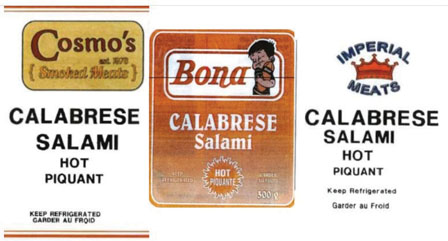 Cosmo's
est. 1976
{ Smoked Meats }
CALABRESE
SALAMI
HOT
PIQUANT
KEEP REFRIGERATED
GARDER AU FROID
Bona
CALABRESE
Salami
HOT
PIQUANTE
500 g
IMPERIAL
MEATS
CALABRESE
SALAMI
HOT
PIQUANT
Keep Refrigerated
Garder au Froid